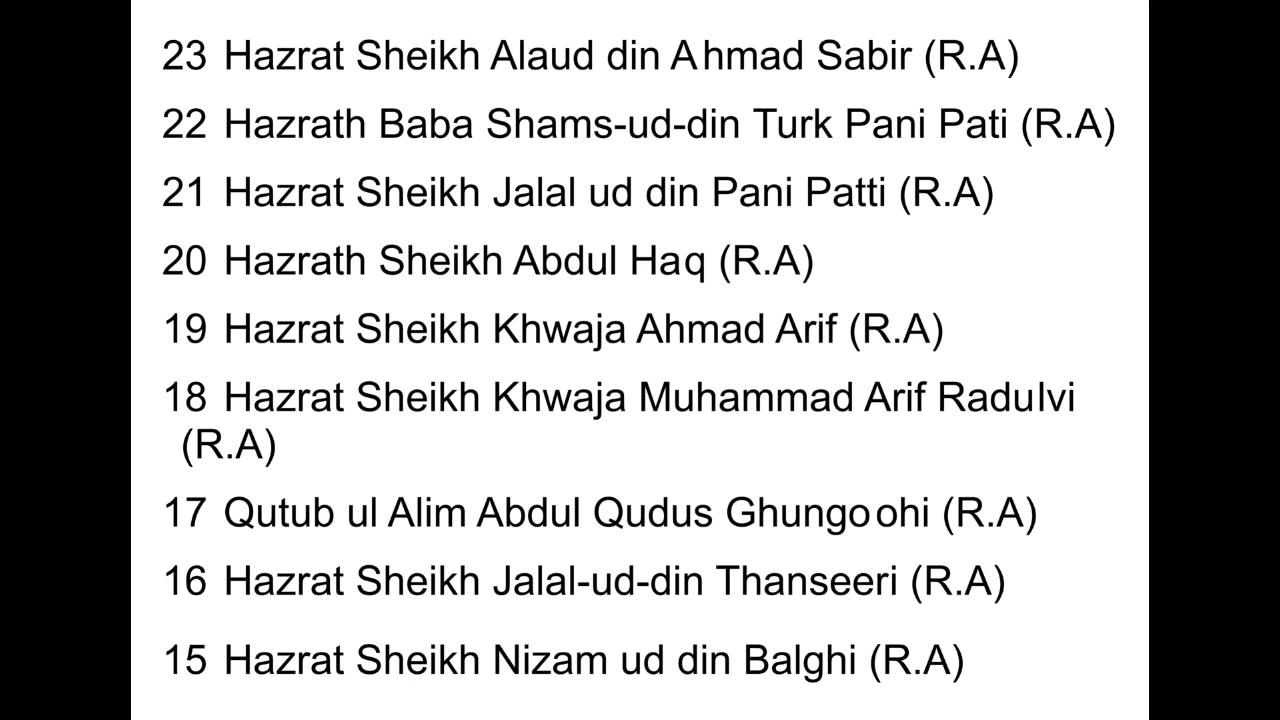 23 Hazrat Sheikh Alaud din Ahmad Sabir (R.A)
22 Hazrath Baba Shams-ud-din Turk Pani Pati (R.A)
21 Hazrat Sheikh Jalal ud din Pani Patti (R.A)
20 Hazrath Sheikh Abdul Haq (R.A)
19 Hazrat Sheikh Khwaja Ahmad Arif (R.A)
18 Hazrat Sheikh Khwaja Muhammad Arif Radulvi
(R.A)
17 Qutub ul Alim Abdul Qudus Ghungoohi (R.A)
16 Hazrat Sheikh Jalal-ud-din Thanseeri (R.A)
15 Hazrat Sheikh Nizam ud din Balghi (R.A)